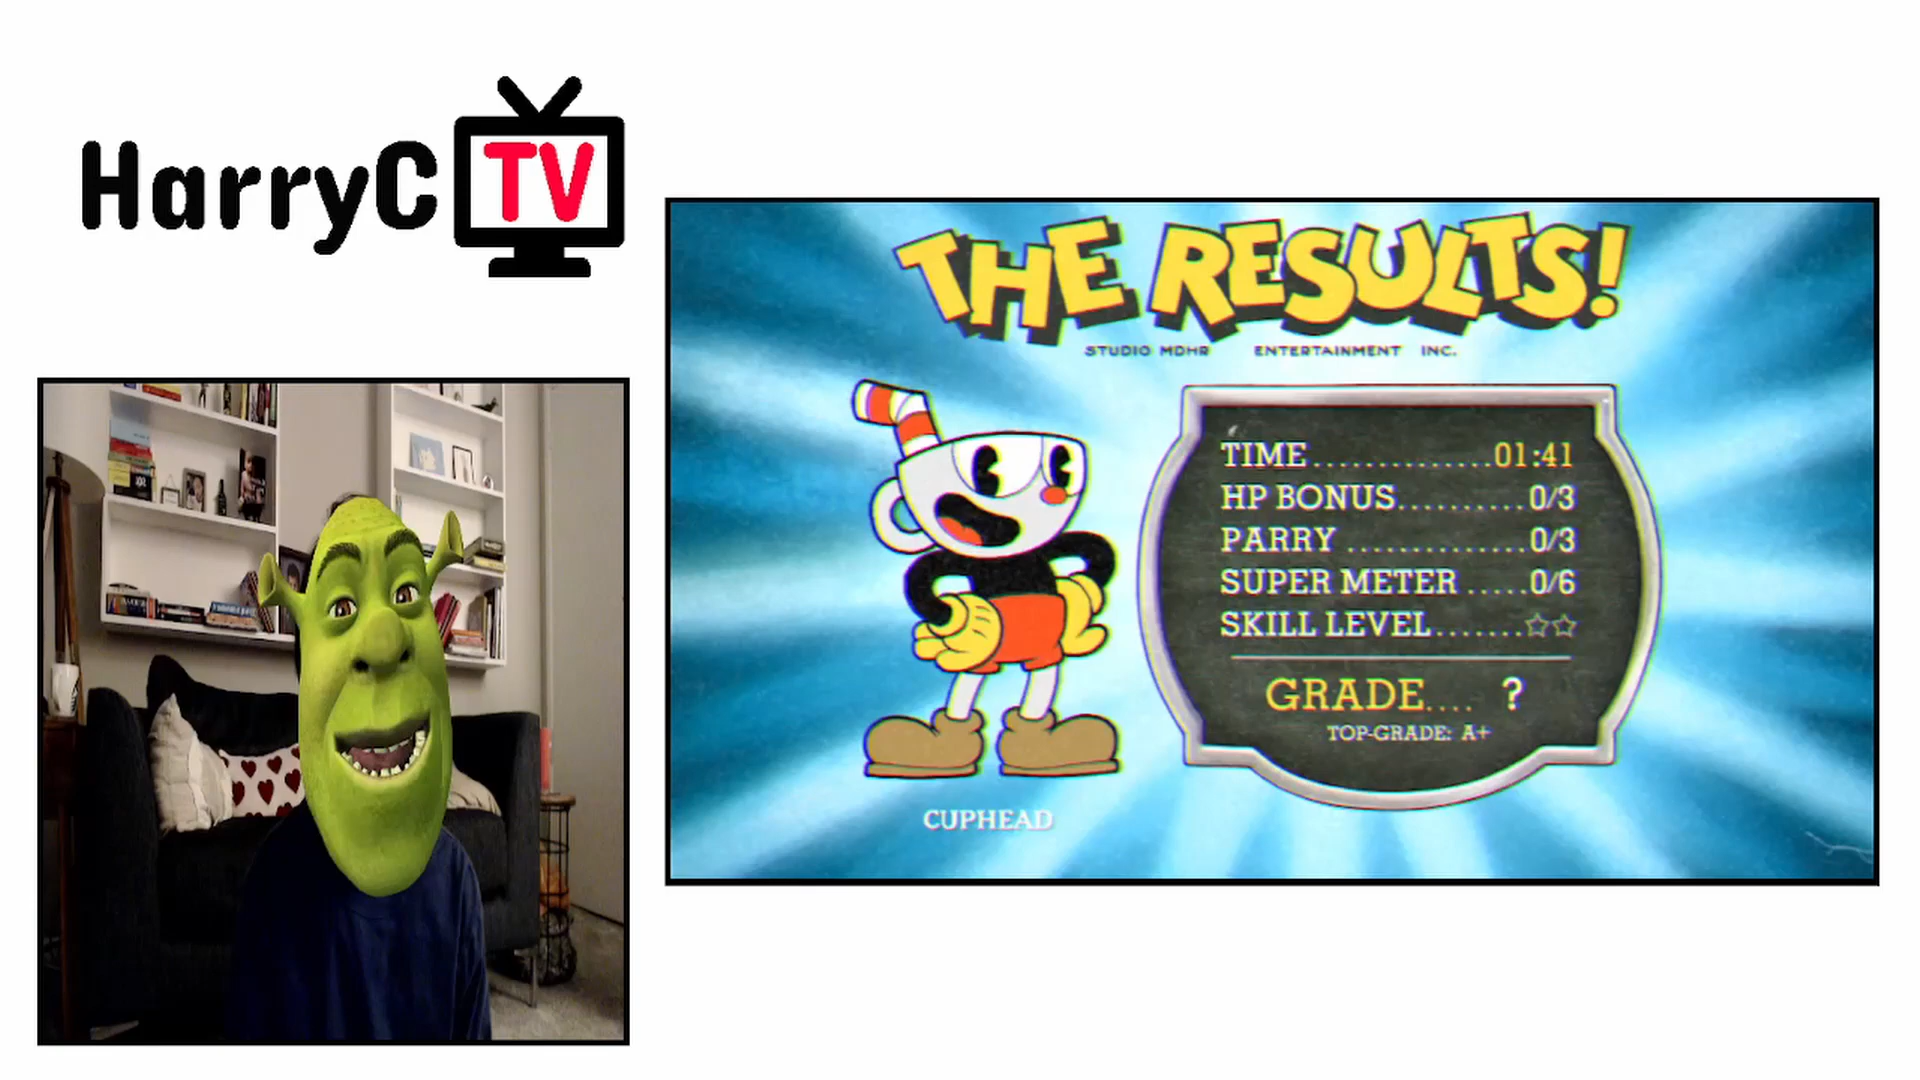 HarryC TV
THE RESULTS!
STUDIO MDHR ENTERTAINMENT INC.
TIME..............01:41
HP BONUS..........0/3
PARRY ..............0/3
SUPER METER .....0/6
SKILL LEVEL.......☆☆
GRADE.... ?
TOP-GRADE: A+
CUPHEAD